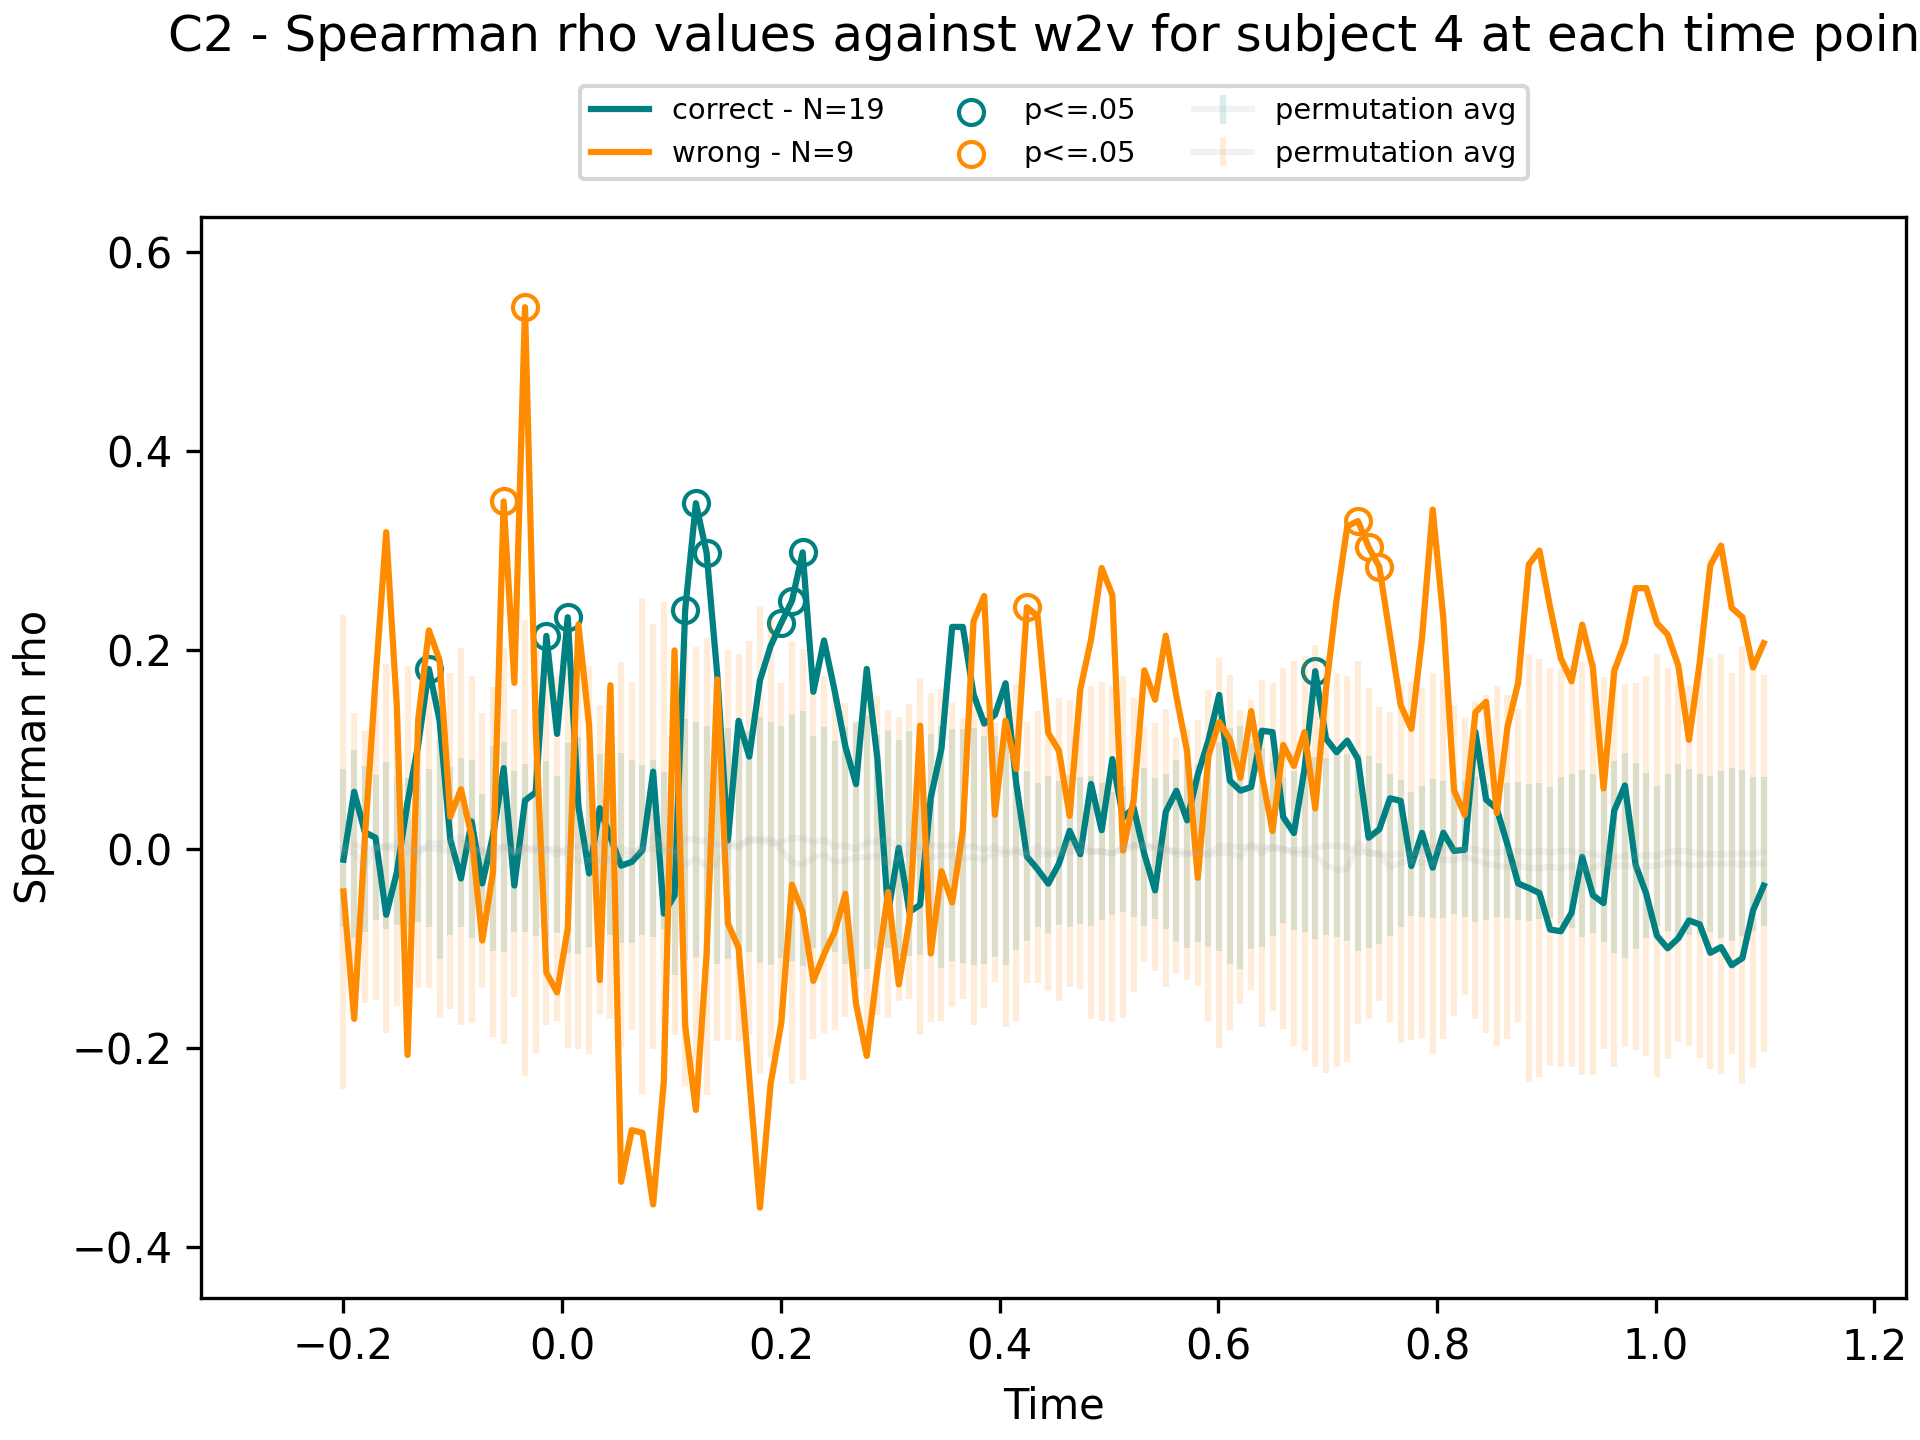 C2 - Spearman rho values against w2v for subject 4 at each time poin
correct - N=19
wrong - N=9
p<=.05
p<=.05
permutation avg
permutation avg
Spearman rho
0.6
0.4
0.2
0.0
−0.2
−0.4
−0.2 0.0 0.2 0.4 0.6 0.8 1.0 1.2
Time